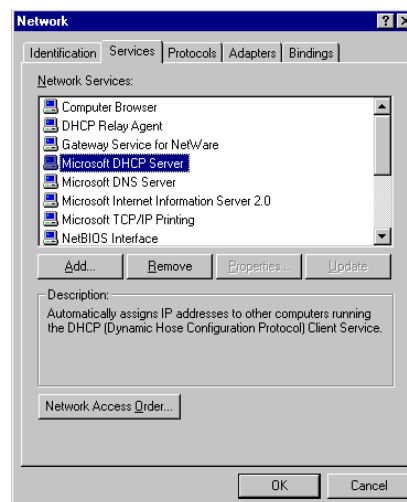 Network
Identification Services Protocols Adapters Bindings
Network Services:
Computer Browser
DHCP Relay Agent
Gateway Service for NetWare
Microsoft DHCP Server
Microsoft DNS Server
Microsoft Internet Information Server 2.0
Microsoft TCP/IP Printing
NetBIOS Interface
Add... Remove Properties... Update
Description:
Automatically assigns IP addresses to other computers running
the DHCP (Dynamic Hose Configuration Protocol) Client Service.
Network Access Order...
OK Cancel